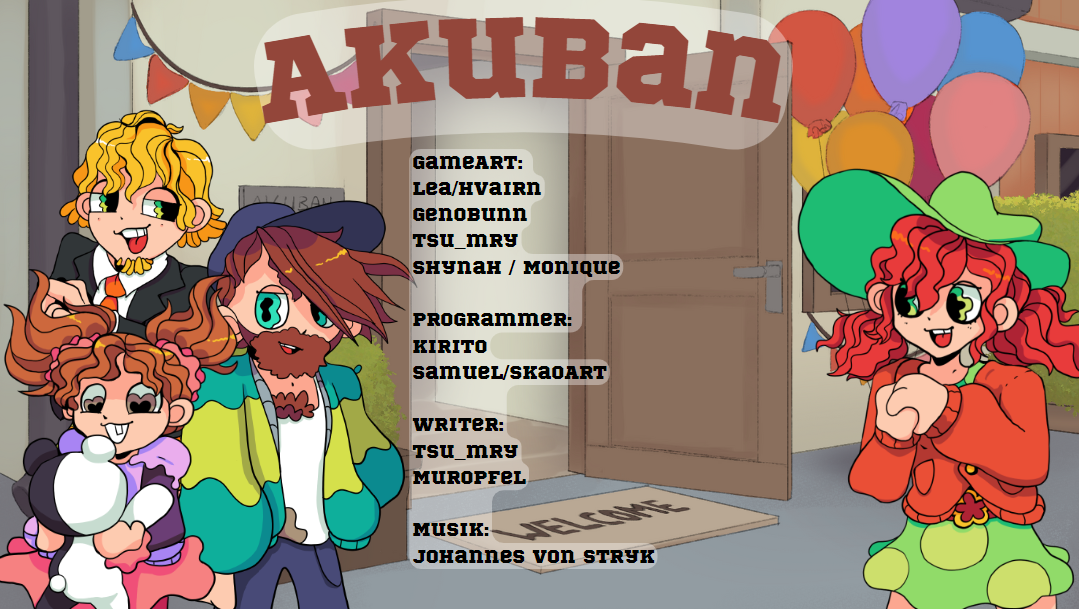 AKUBan
GameART:
Lea/Hvairn
GenoBunn
TSU_MRY
SHYnaH / MonIQUe
PROGRammeR:
KIRITO
SamUeL/SKaOART
WRITeR:
TSU_MRY
MUROPFeL
MUSIK:
JOHannes von STRYK
AKUBAN
WELCOME